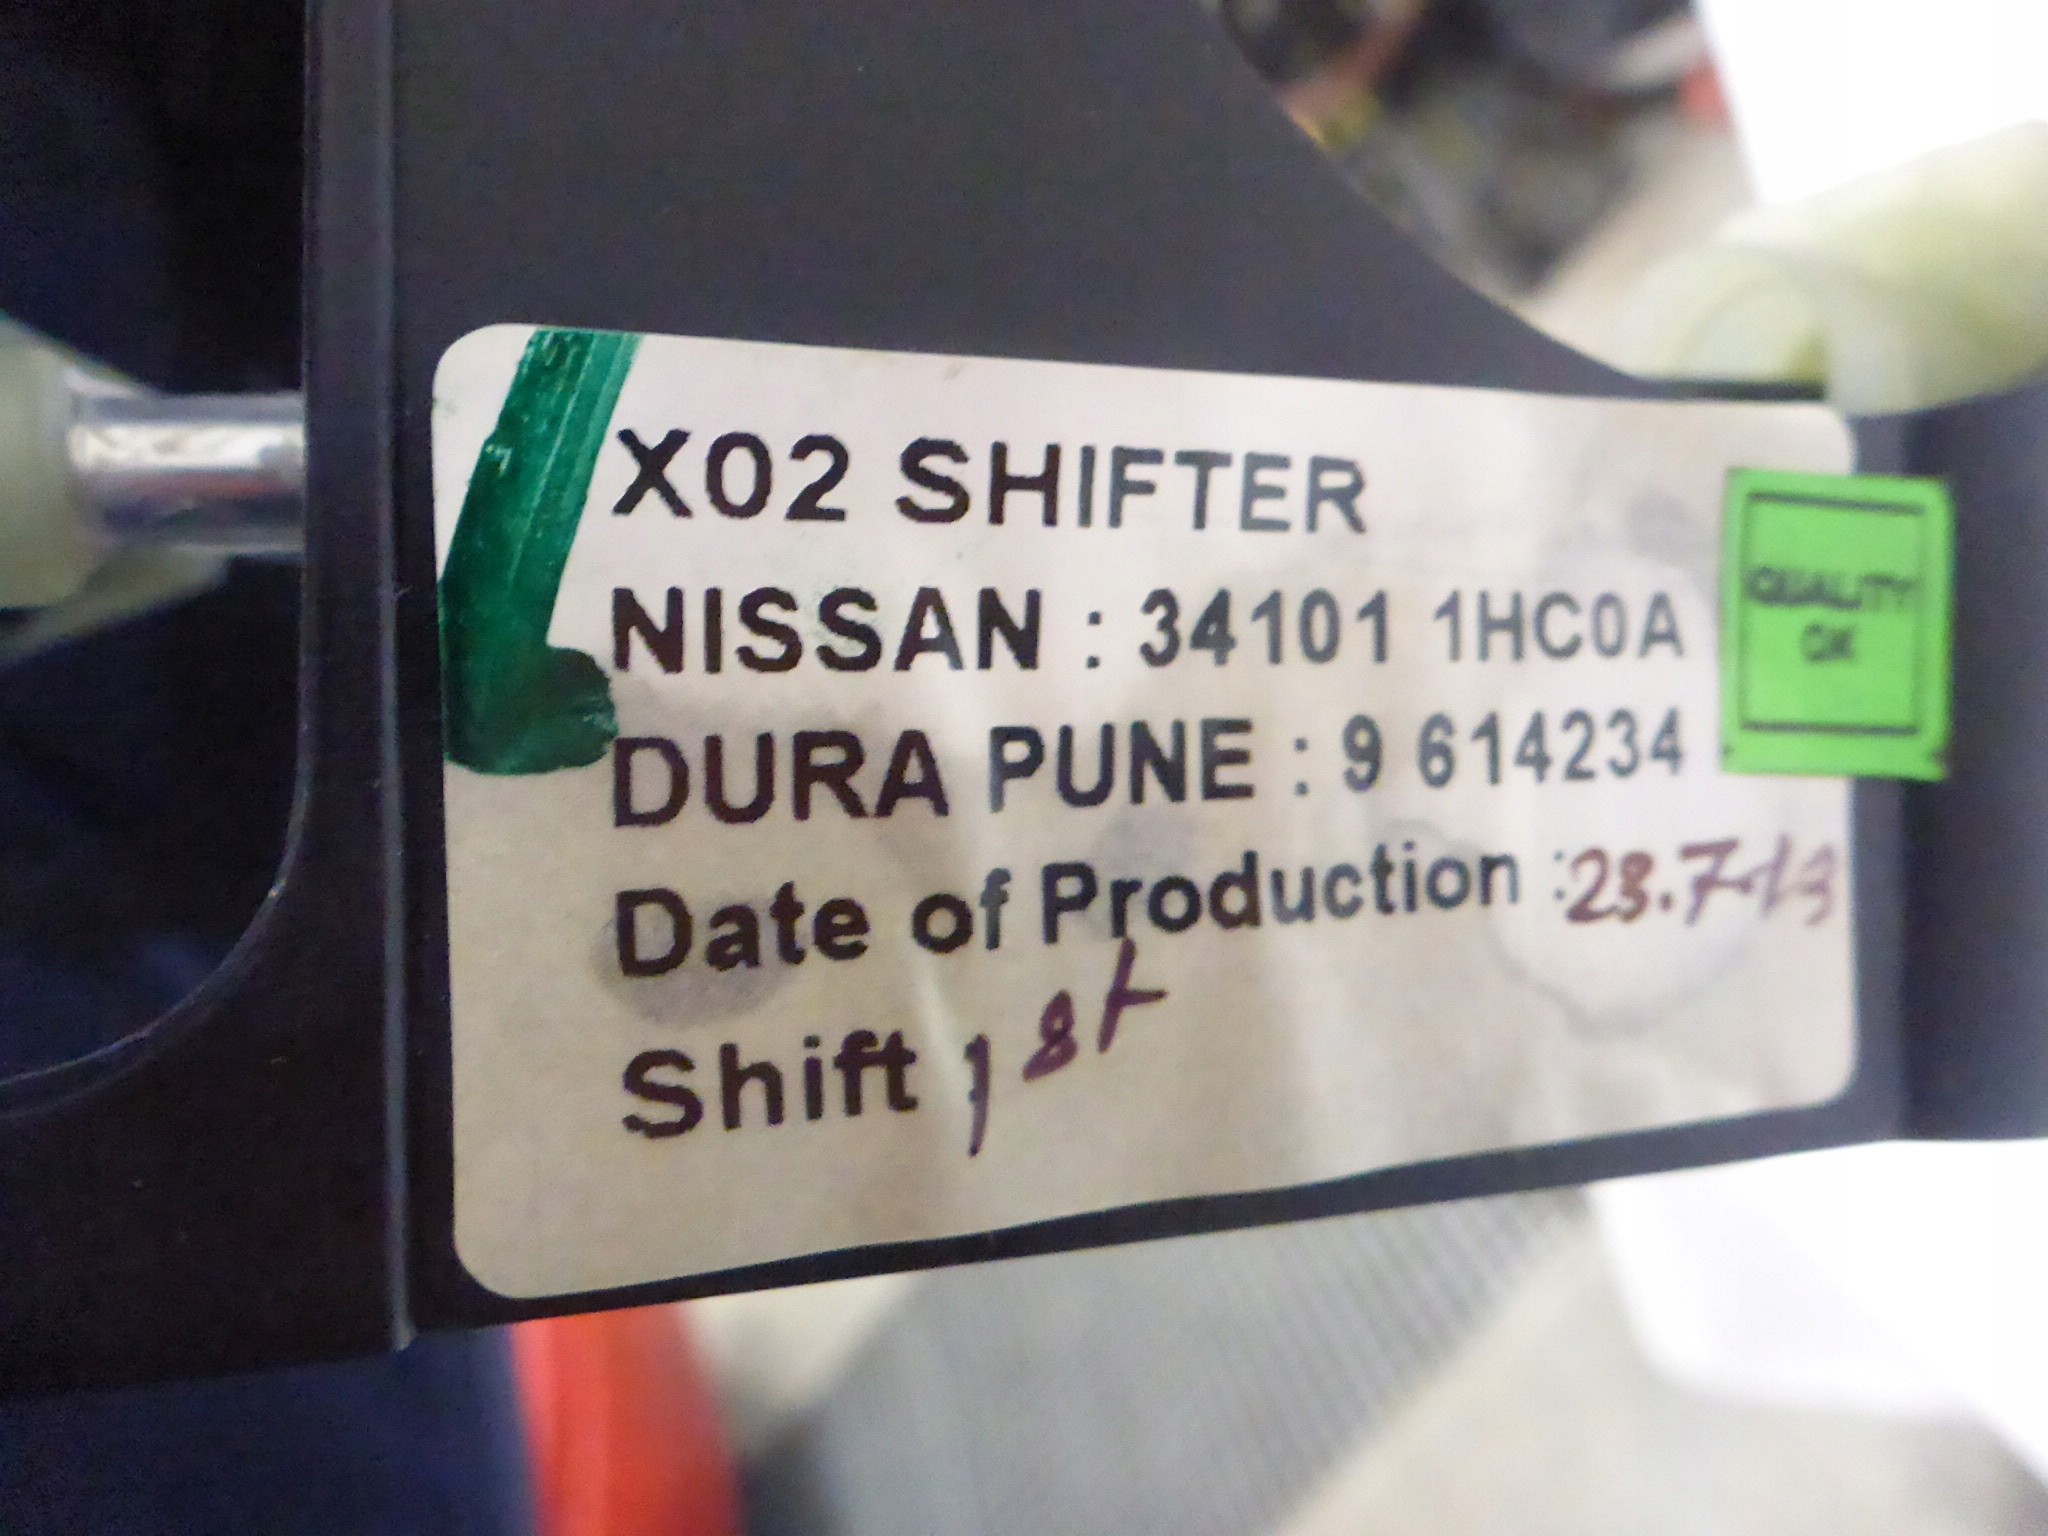 X02 SHIFTER
NISSAN : 34101 1HC0A
DURA PUNE : 9 614234
Date of Production : 23.7.13
Shift : 1st
QUALITY
OK